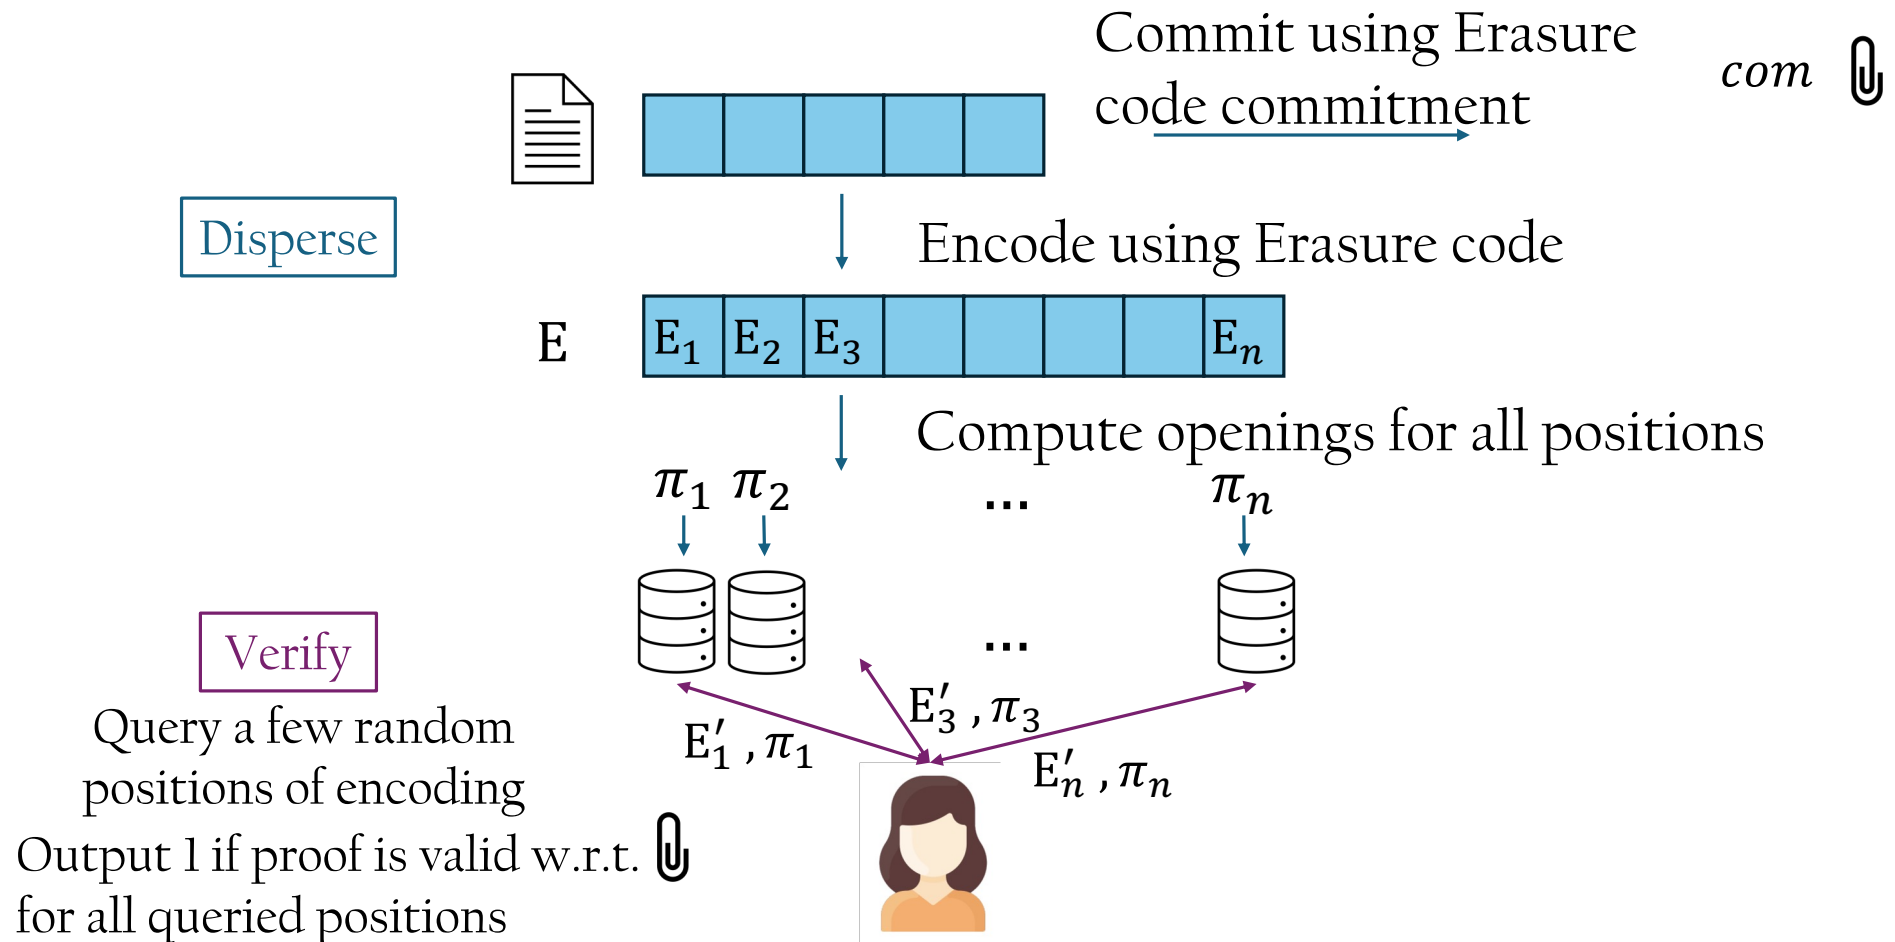 Commit using Erasure
code commitment
com
Disperse
Encode using Erasure code
E
E₁ E₂ E₃ Eₙ
Compute openings for all positions
π₁ π₂ ... πₙ
...
Verify
Query a few random
positions of encoding
Output 1 if proof is valid w.r.t.
for all queried positions
E′₁ , π₁
E′₃ , π₃
E′ₙ , πₙ